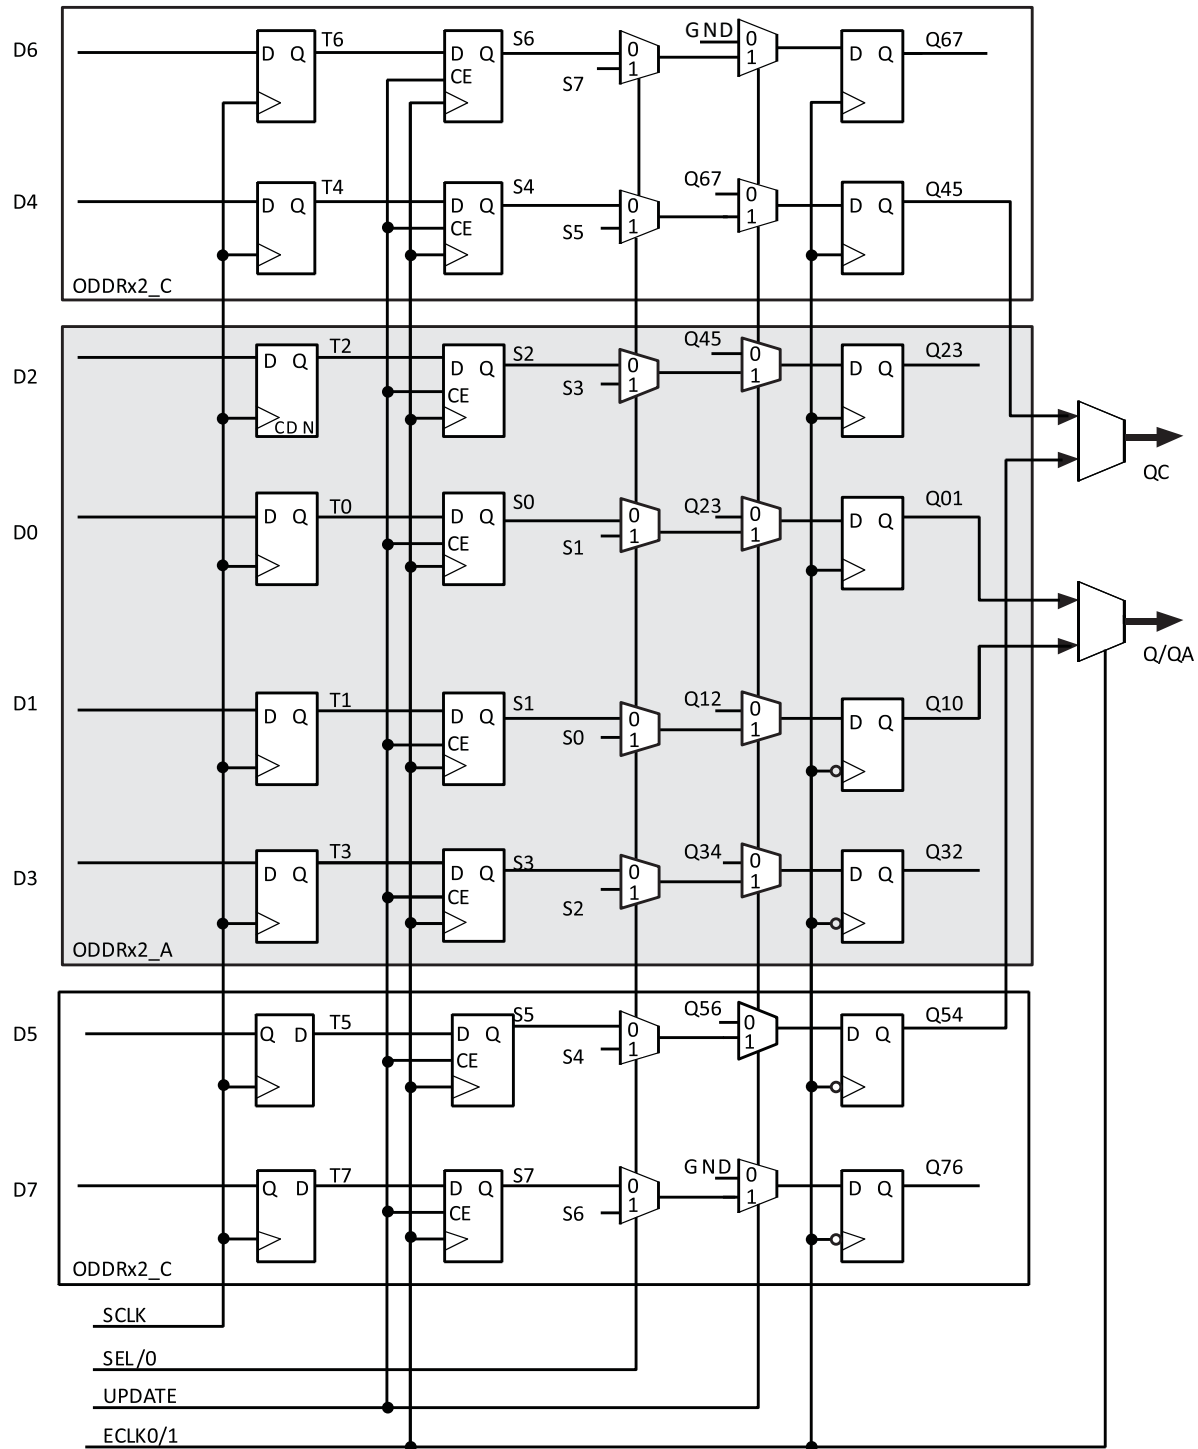 GND
D6 T6 S6 Q67
D Q D Q 0 0 D Q
CE 1 1
S7
D4 T4 S4 Q67 Q45
D Q D Q 0 0 D Q
CE 1 1
S5
ODDRx2_C
D2 T2 S2 Q45 Q23
D Q D Q 0 0 D Q
CE 1 1
S3
CDN
QC
D0 T0 S0 Q23 Q01
D Q D Q 0 0 D Q
CE 1 1
S1
Q/QA
D1 T1 S1 Q12 Q10
D Q D Q 0 0 D Q
CE 1 1
S0
D3 T3 S3 Q34 Q32
D Q D Q 0 0 D Q
CE 1 1
S2
ODDRx2_A
D5 T5 S5 Q56 Q54
Q D D Q 0 0 D Q
CE 1 1
S4
D7 T7 S7 GND Q76
Q D D Q 0 0 D Q
CE 1 1
S6
ODDRx2_C
SCLK
SEL/0
UPDATE
ECLK0/1